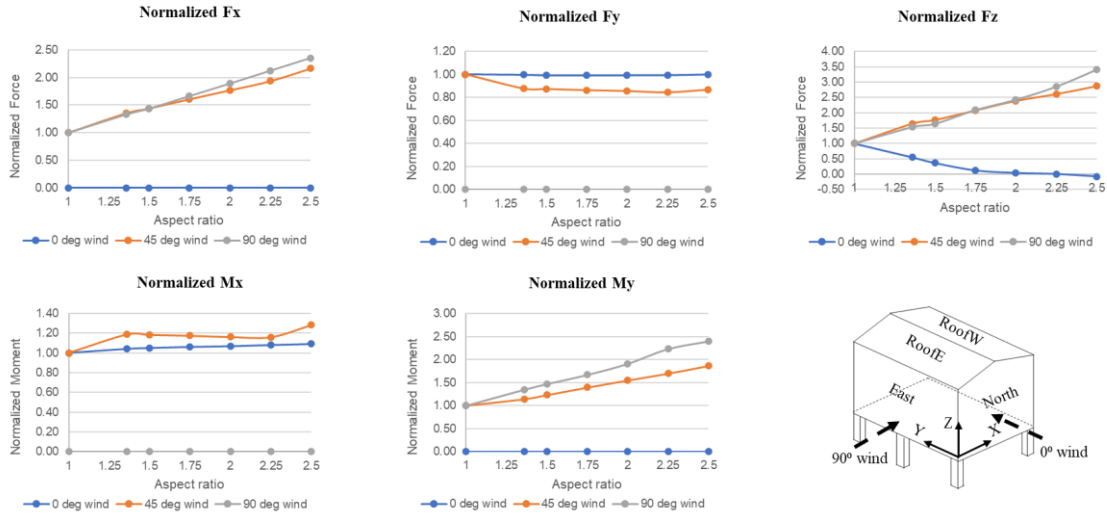 Normalized Fx
Normalized Force
2.50
2.00
1.50
1.00
0.50
0.00
1 1.25 1.5 1.75 2 2.25 2.5
Aspect ratio
0 deg wind 45 deg wind 90 deg wind
Normalized Fy
Normalized Force
1.20
1.00
0.80
0.60
0.40
0.20
0.00
1 1.25 1.5 1.75 2 2.25 2.5
Aspect ratio
0 deg wind 45 deg wind 90 deg wind
Normalized Fz
Normalized Force
4.00
3.50
3.00
2.50
2.00
1.50
1.00
0.50
0.00
-0.50
1 1.25 1.5 1.75 2 2.25 2.5
Aspect ratio
0 deg wind 45 deg wind 90 deg wind
Normalized Mx
Normalized Moment
1.40
1.20
1.00
0.80
0.60
0.40
0.20
0.00
1 1.25 1.5 1.75 2 2.25 2.5
Aspect ratio
0 deg wind 45 deg wind 90 deg wind
Normalized My
Normalized Moment
3.00
2.50
2.00
1.50
1.00
0.50
0.00
1 1.25 1.5 1.75 2 2.25 2.5
Aspect ratio
0 deg wind 45 deg wind 90 deg wind
RoofW
RoofE
East
North
Y
Z
X
90° wind
0° wind